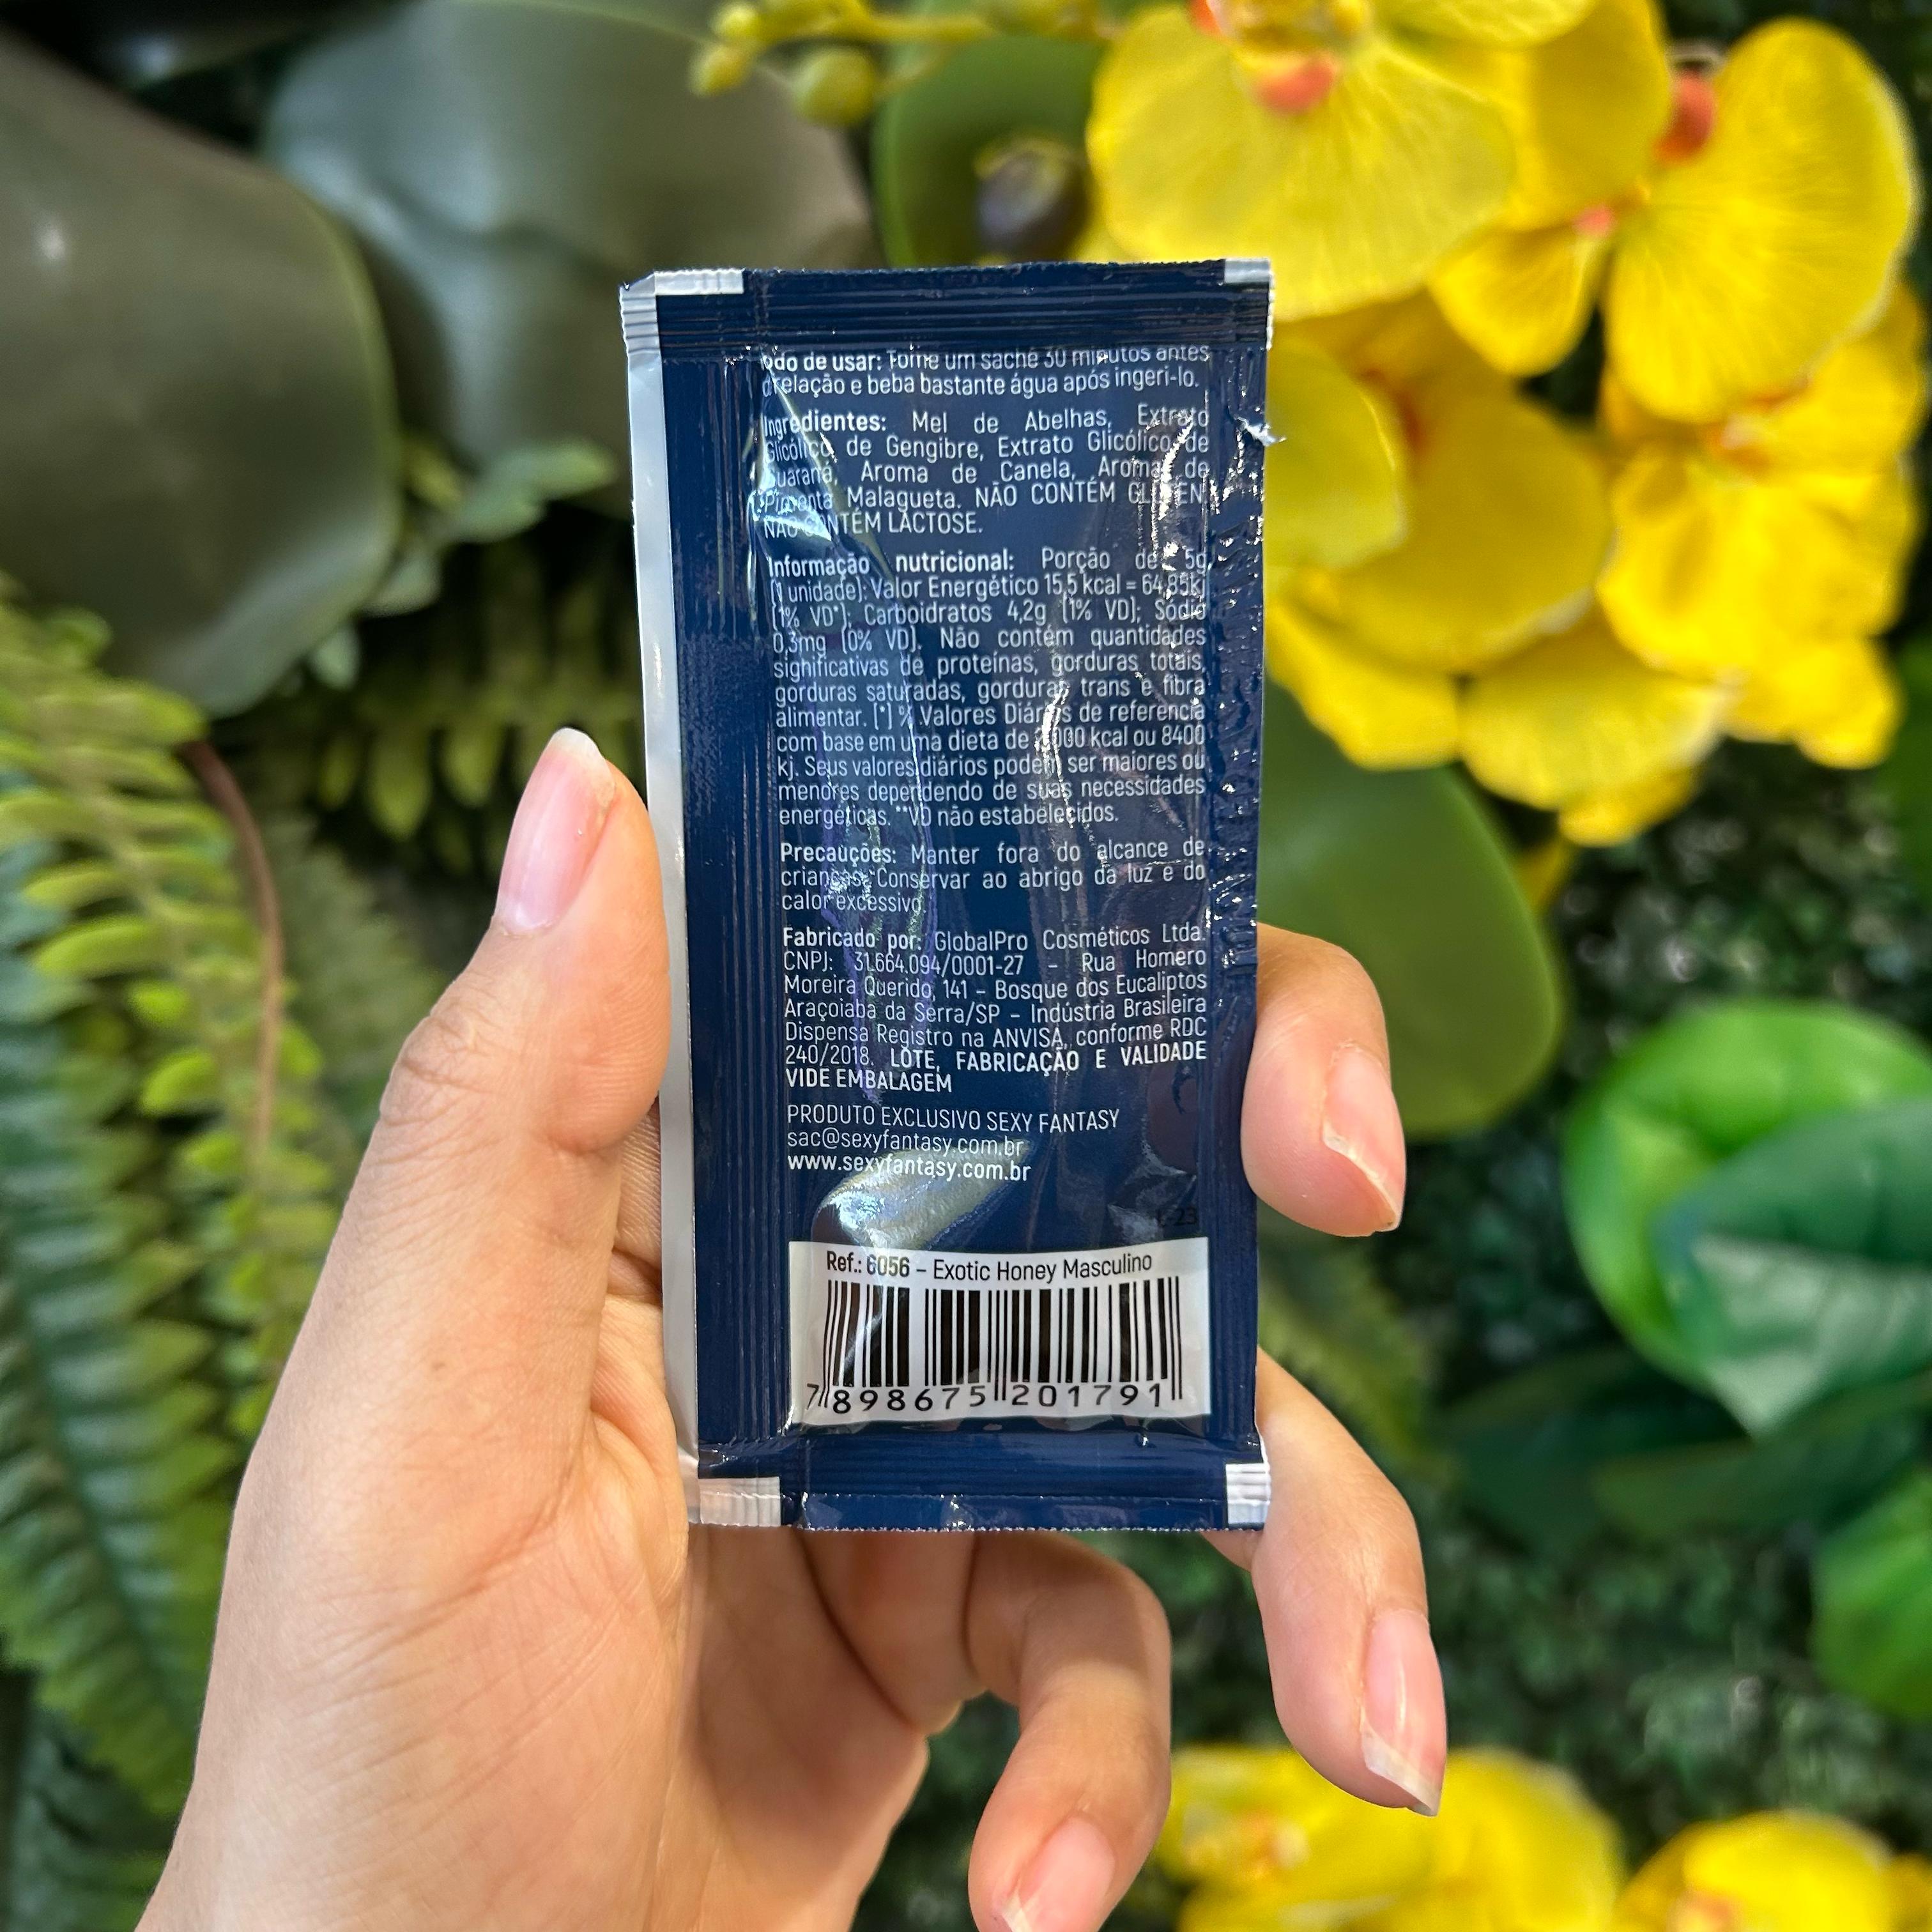 odo de usar: Tome um sachê 30 minutos antes
d relação e beba bastante água após ingeri-lo.
Ingredientes: Mel de Abelhas, Extrato
Glicólico de Gengibre, Extrato Glicólico de
Guaraná, Aroma de Canela, Aroma de
Pimenta Malagueta. NÃO CONTÉM GLÚTEN
NÃO CONTÉM LACTOSE.
Informação nutricional: Porção de 5g
(1 unidade): Valor Energético 15,5 kcal = 64,85kj
(1% VD*); Carboidratos 4,2g (1% VD); Sódio
0,3mg (0% VD). Não contém quantidades
significativas de proteínas, gorduras totais,
gorduras saturadas, gorduras trans e fibra
alimentar. (*) % Valores Diários de referência
com base em uma dieta de 2.000 kcal ou 8400
kj. Seus valores diários podem ser maiores ou
menores dependendo de suas necessidades
energéticas. **VD não estabelecidos.
Precauções: Manter fora do alcance de
crianças. Conservar ao abrigo da luz e do
calor excessivo.
Fabricado por: GlobalPro Cosméticos Ltda.
CNPJ: 31.664.094/0001-27 – Rua Homero
Moreira Querido, 141 – Bosque dos Eucaliptos
Araçoiaba da Serra/SP – Indústria Brasileira
Dispensa Registro na ANVISA, conforme RDC
240/2018. LOTE, FABRICAÇÃO E VALIDADE
VIDE EMBALAGEM
PRODUTO EXCLUSIVO SEXY FANTASY
sac@sexyfantasy.com.br
www.sexyfantasy.com.br
Ref.: 6056 – Exotic Honey Masculino
7 898675 201791